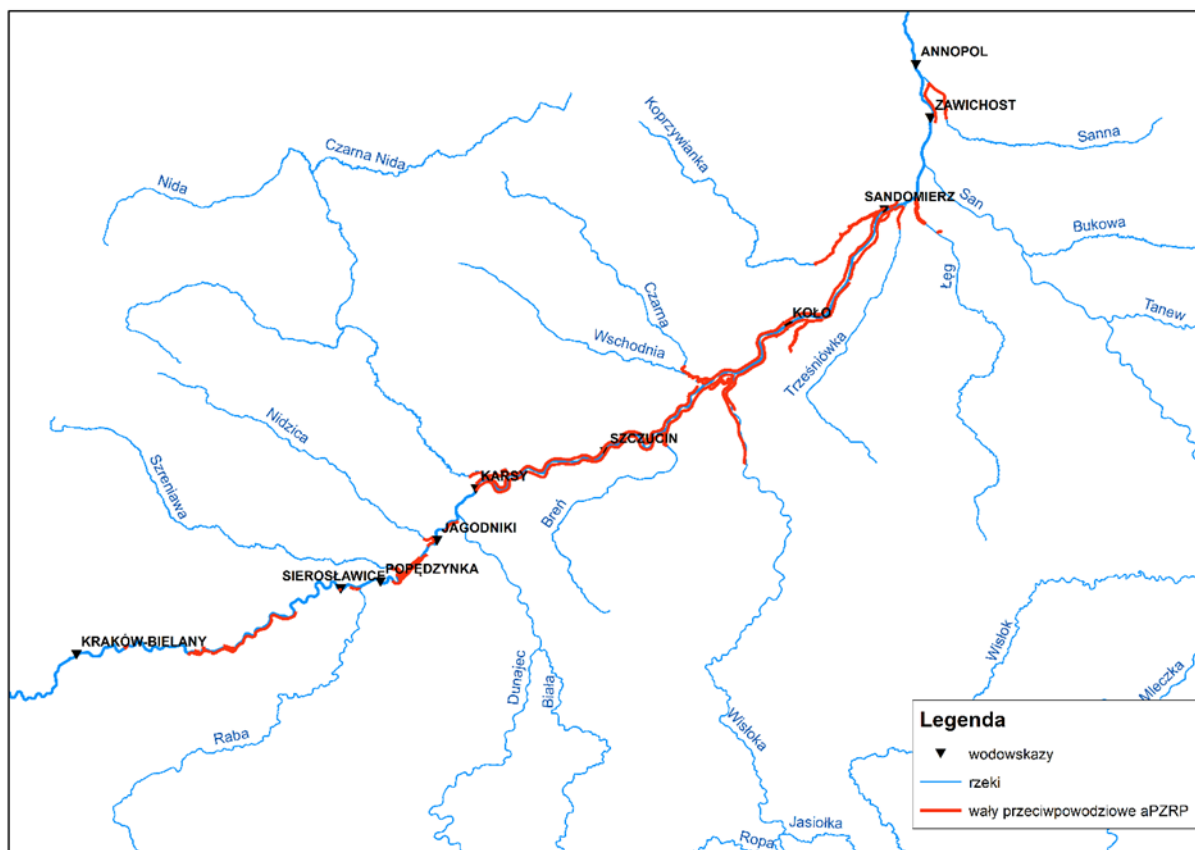 ANNOPOL
ZAWICHOST
Koprzywianka
Sanna
Czarna Nida
Nida
San
SANDOMIERZ
Bukowa
Łęg
Czarna
Tanew
KOŁO
Wschodnia
Trześniówka
Nidzica
SZCZUCIN
Szreniawa
KARSY
Breń
JAGODNIKI
SIEROSŁAWICE
POPĘDZYNKA
KRAKÓW-BIELANY
Wisłok
Dunajec
Biała
Mleczka
Raba
Wisłoka
Jasiołka
Ropa
Legenda
wodowskazy
rzeki
wały przeciwpowodziowe aPZRP